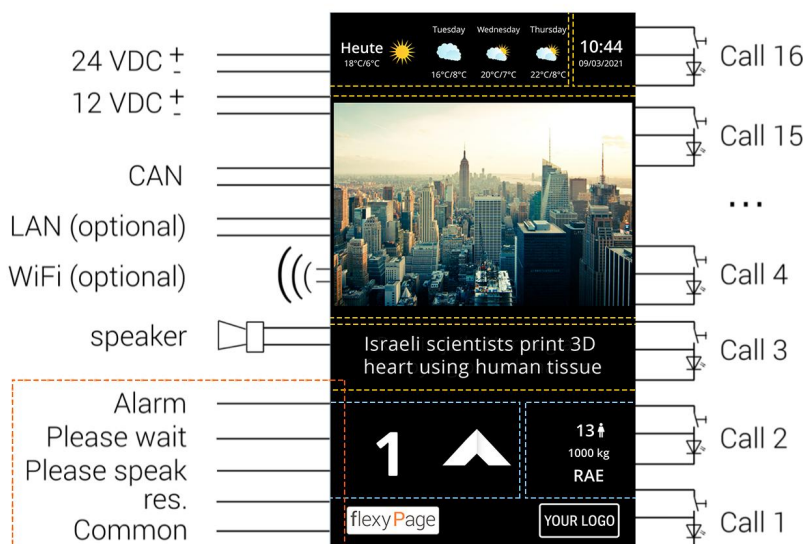 24 VDC +
-
12 VDC +
-
CAN
LAN (optional)
WiFi (optional)
speaker
Alarm
Please wait
Please speak
res.
Common
Heute
18°C/6°C
Tuesday
16°C/8°C
Wednesday
20°C/7°C
Thursday
22°C/8°C
10:44
09/03/2021
Israeli scientists print 3D
heart using human tissue
1
13
1000 kg
RAE
flexyPage
YOUR LOGO
Call 16
Call 15
...
Call 4
Call 3
Call 2
Call 1